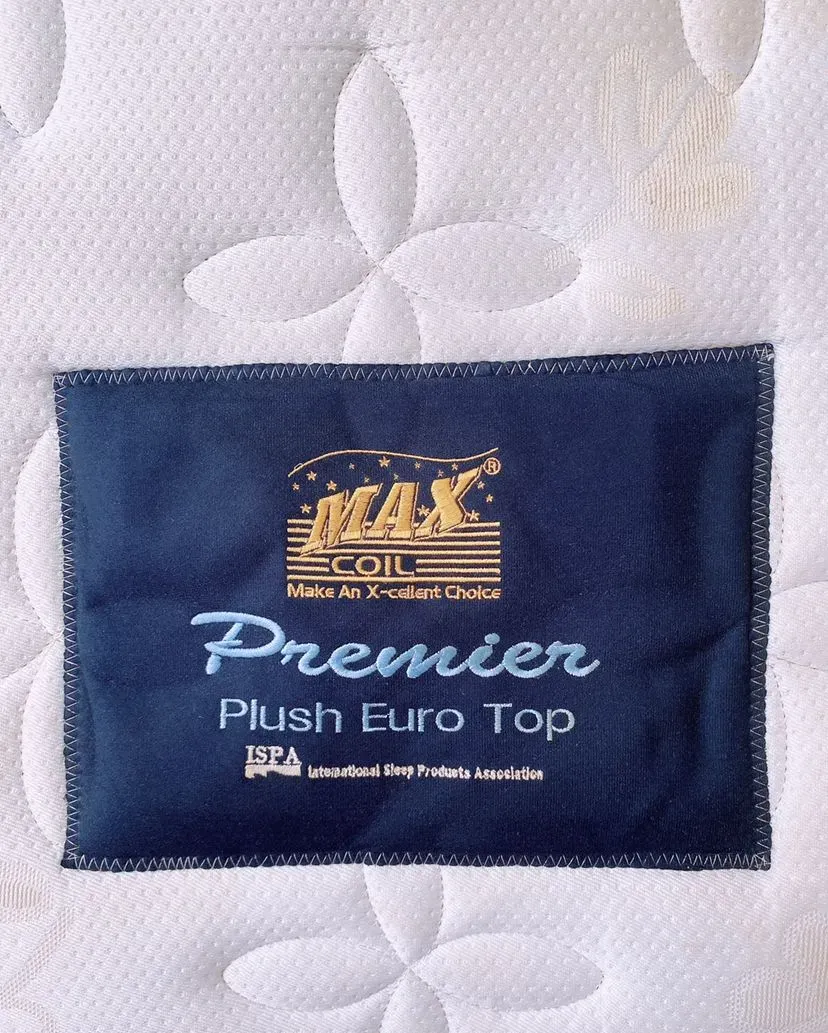 MAX®
COIL
Make An X-cellent Choice
Premier
Plush Euro Top
ISPA
International Sleep Products Association